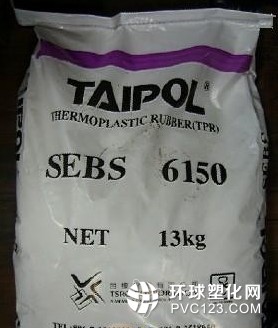 TAIPOL®
THERMOPLASTIC RUBBER(TPR)
SEBS 6150
NET 13kg
环球塑化网
PVC123.com